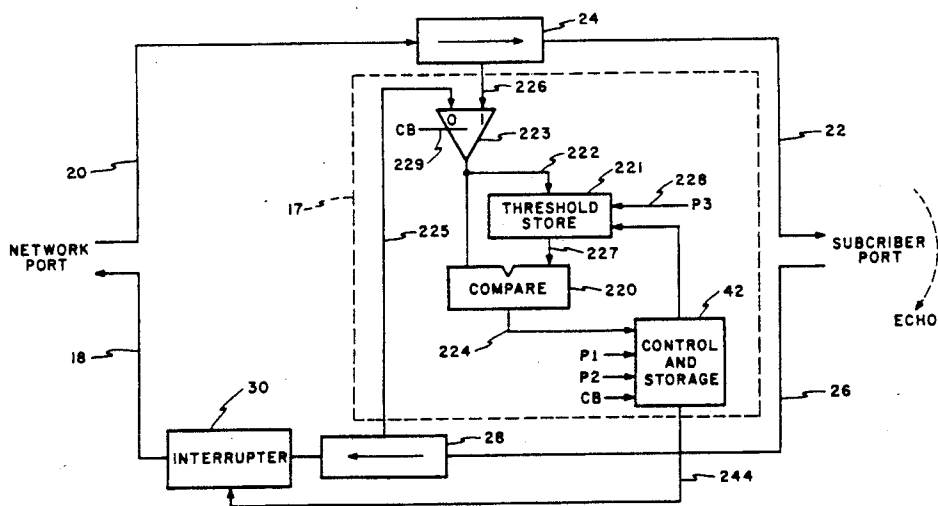 24
226
0 1
CB
223
229
222
22
221
228
20
17
THRESHOLD
STORE
P3
225
227
NETWORK
PORT
SUBCRIBER
PORT
COMPARE
220
42
ECHO
224
18
P1
CONTROL
AND
STORAGE
P2
30
CB
26
28
INTERRUPTER
244